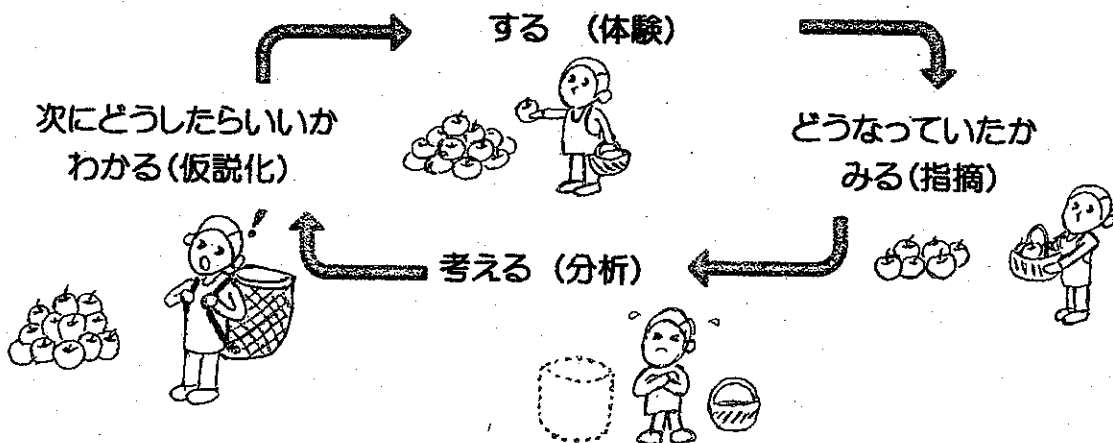 する (体験)
どうなっていたか
みる(指摘)
考える (分析)
次にどうしたらいいか
わかる(仮説化)
!